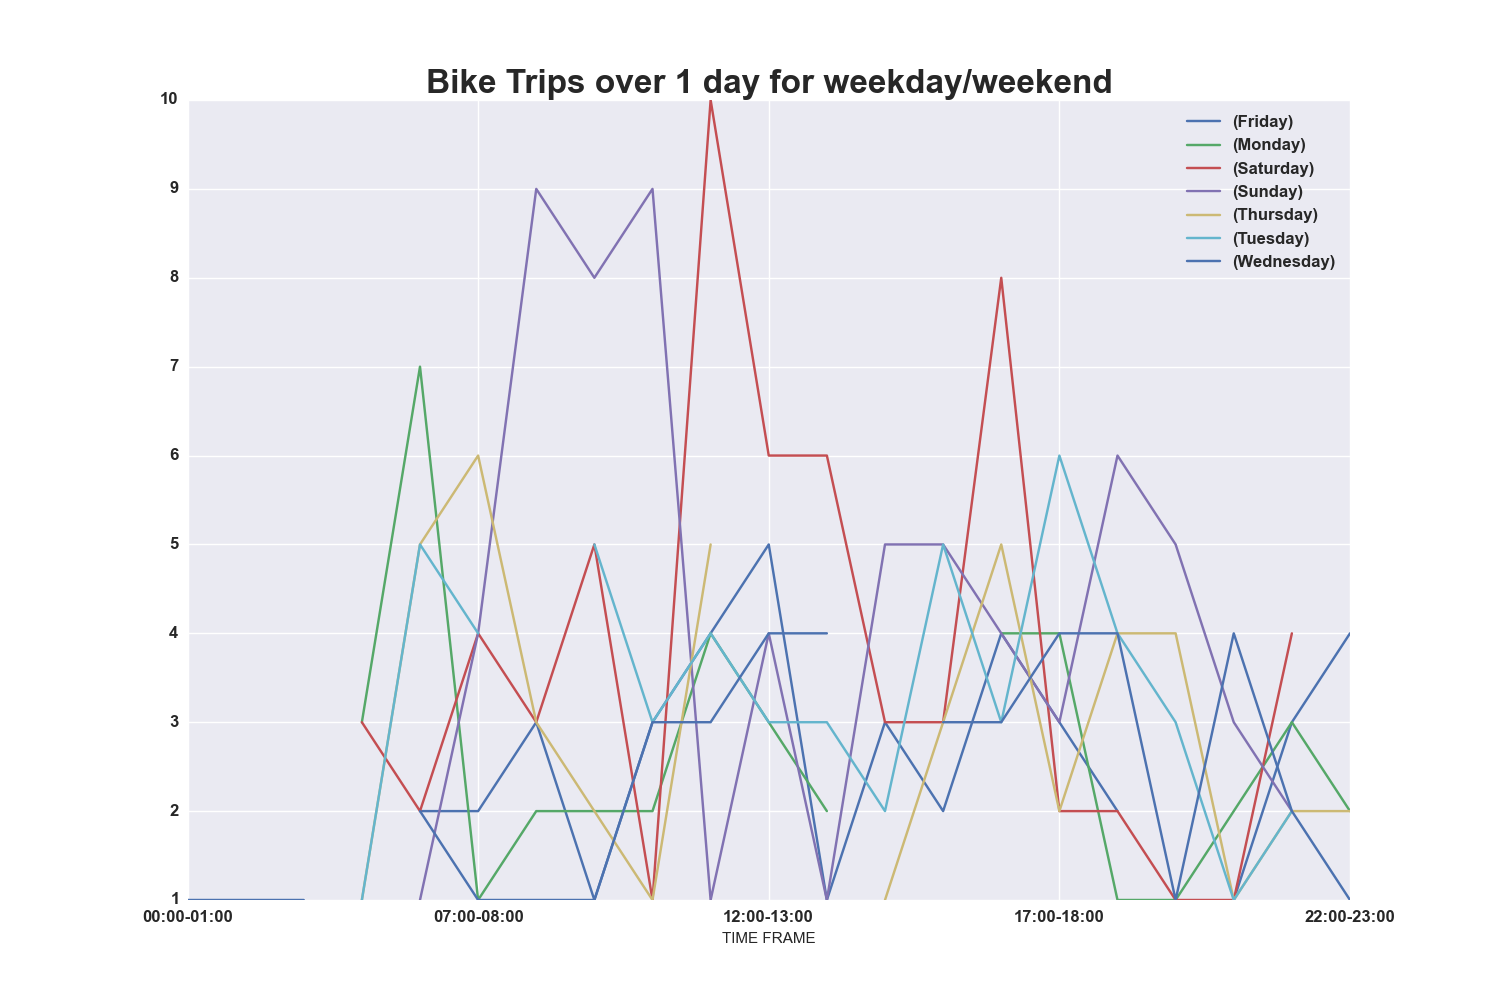 Bike Trips over 1 day for weekday/weekend
10
9
8
7
6
5
4
3
2
1
(Friday)
(Monday)
(Saturday)
(Sunday)
(Thursday)
(Tuesday)
(Wednesday)
00:00-01:00 07:00-08:00 12:00-13:00 17:00-18:00 22:00-23:00
TIME FRAME